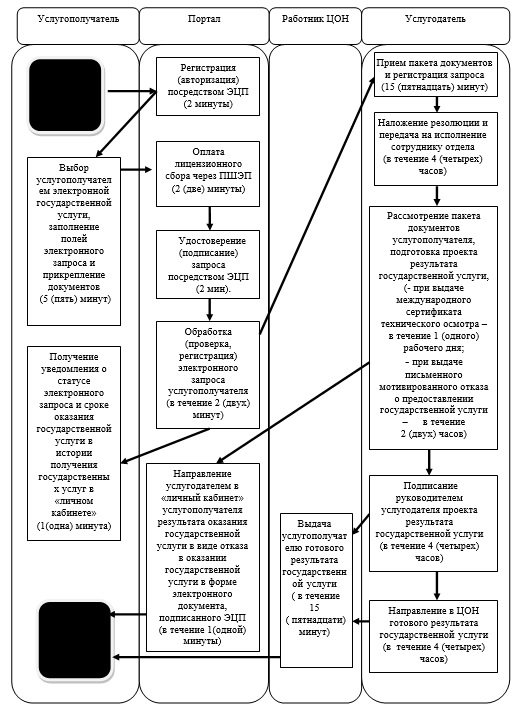 Услугополучатель
Портал
Работник ЦОН
Услугодатель
Регистрация
(авторизация)
посредством ЭЦП
(2 минуты)
Выбор
услугополучател
ем электронной
государственной
услуги,
заполнение
полей
электронного
запроса и
прикрепление
документов
(5 (пять) минут)
Оплата
лицензионного
сбора через ПШЭП
(2 (две) минуты)
Удостоверение
(подписание)
запроса
посредством ЭЦП
(2 мин).
Обработка
(проверка,
регистрация)
электронного
запроса
услугополучателя
(в течение 2 (двух)
минут)
Получение
уведомления о
статусе
электронного
запроса и сроке
оказания
государственной
услуги в
истории
получения
государственны
х услуг в
«личном
кабинете»
(1(одна) минута)
Направление
услугодателем в
«личный кабинет»
услугополучателя
результата оказания
государственной
услуги в виде отказа
в оказании
государственной
услуги в форме
электронного
документа,
подписанного ЭЦП
(в течение 1(одной)
минуты)
Выдача
услугополучат
елю готового
результата
государственн
ой услуги
( в течение
15
( пятнадцати)
минут)
Прием пакета документов
и регистрация запроса
(15 (пятнадцать) минут)
Наложение резолюции и
передача на исполение
сотруднику отдела
(в течение 4 (четырех)
часов)
Рассмотрение пакета
документов
услугополучателя,
подготовка проекта
результата
государственной услуги,
(- при выдаче
международного
сертификата
технического осмотра –
в течение 1 (одного)
рабочего дня;
- при выдаче
письменного
мотивированного отказа
о предоставлении
государственной услуги
– в течение
2 (двух) часов)
Подписание
руководителем
услугодателя проекта
результата
государственной услуги
(в течение 4 (четырех)
часов)
Направление в ЦОН
готового результата
государственной услуги
(в течение 4 (четырех)
часов)